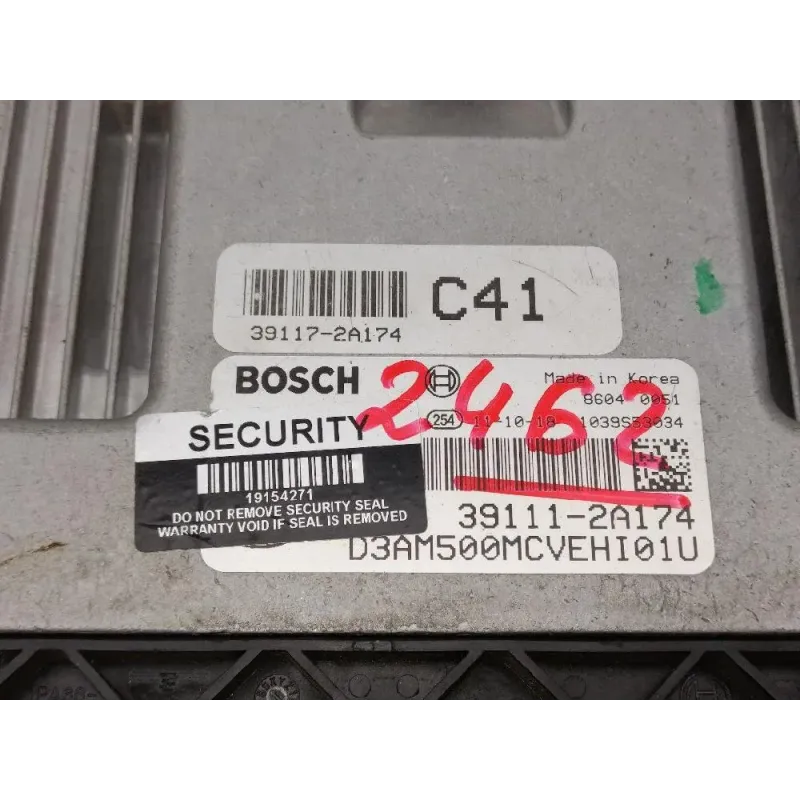 C41
39117-2A174
BOSCH
Made in Korea
8604 0051
254 11-10-18 1039S53034
2462
39111-2A174
D3AM500MCVEHI01U
SECURITY
19154271
DO NOT REMOVE SECURITY SEAL
WARRANTY VOID IF SEAL IS REMOVED